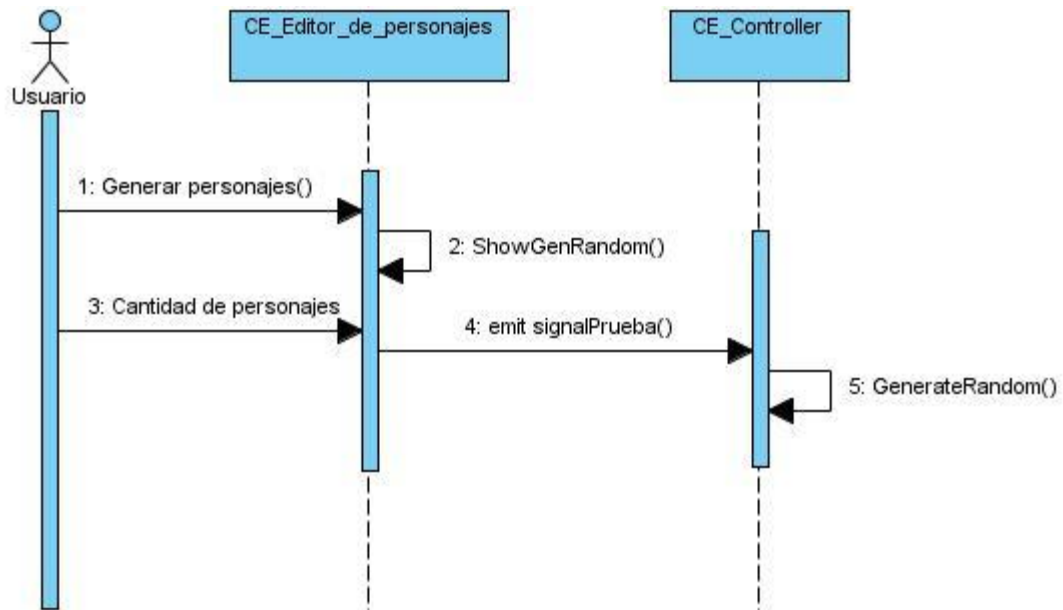 CE_Editor_de_personajes
CE_Controller
Usuario
1: Generar personajes()
2: ShowGenRandom()
3: Cantidad de personajes
4: emit signalPrueba()
5: GenerateRandom()